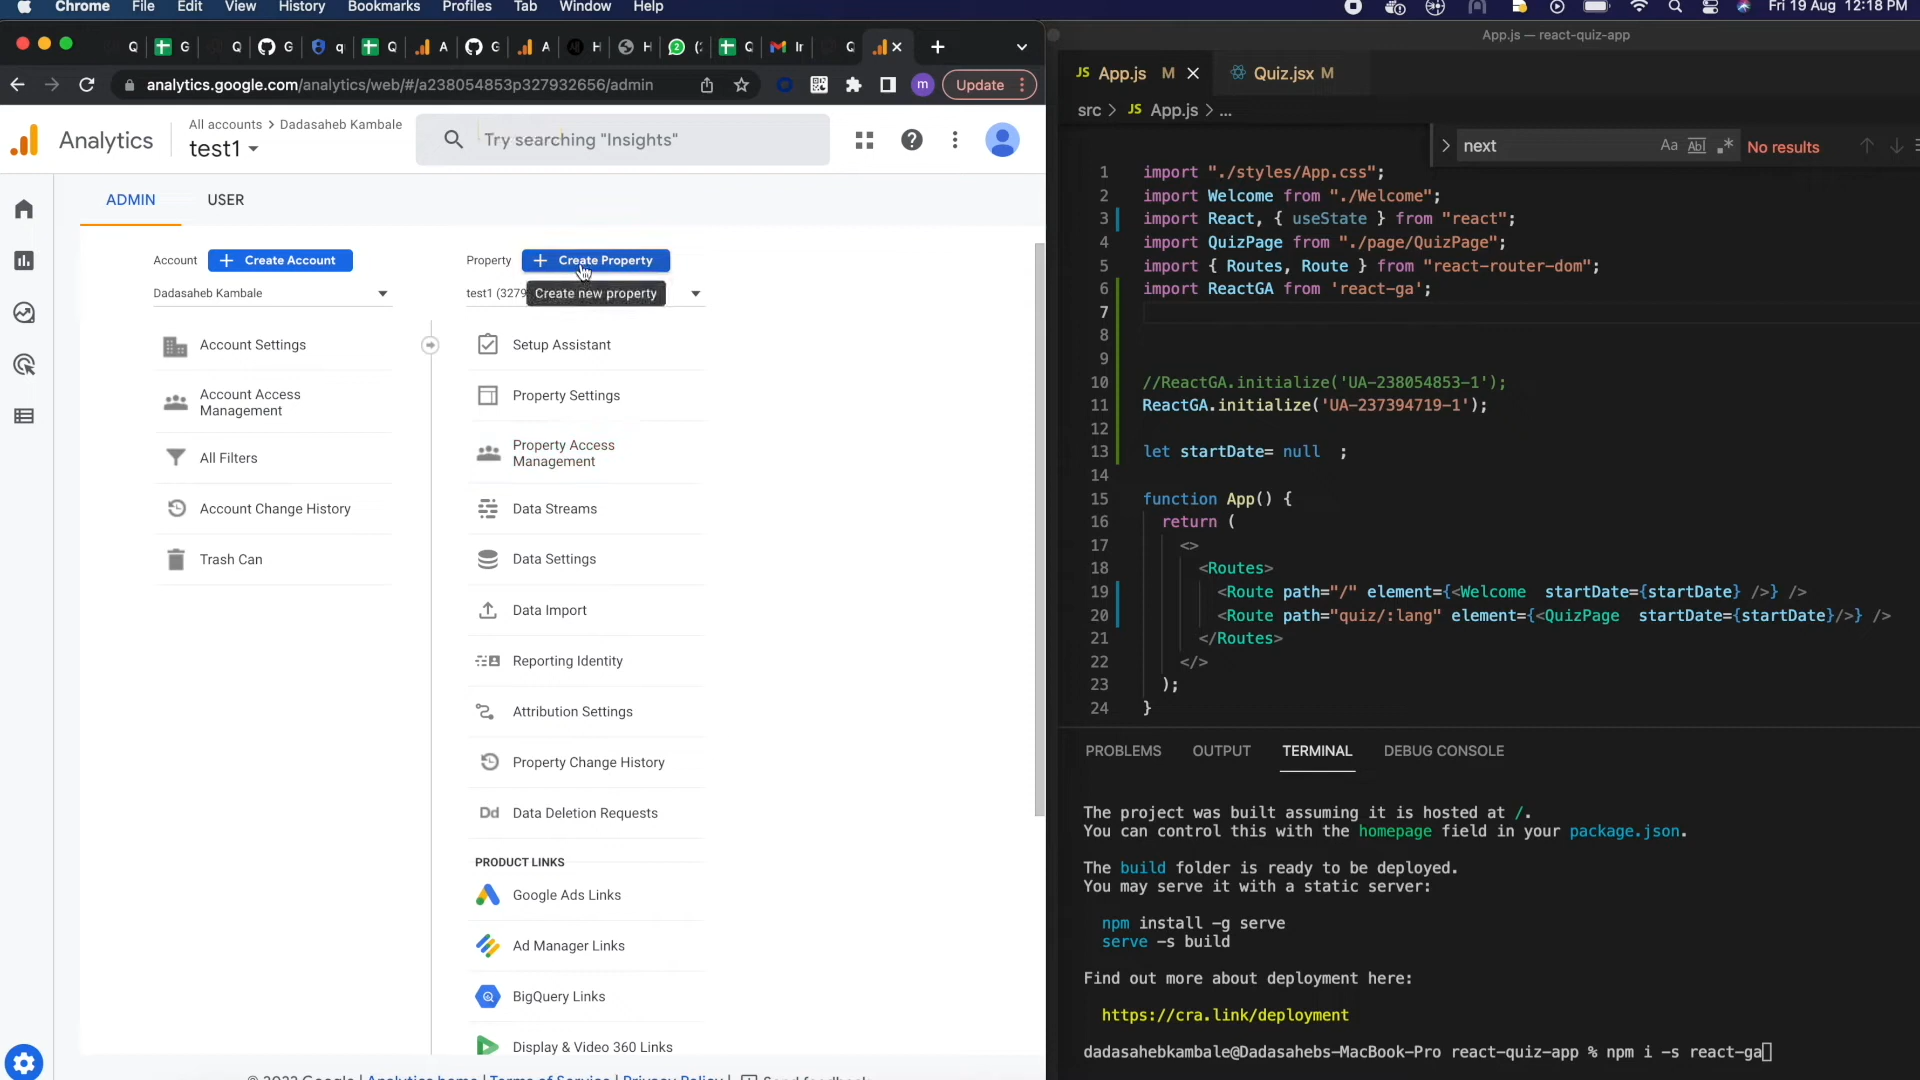 Chrome File Edit View History Bookmarks Profiles Tab Window Help
Fri 19 Aug 12:18 PM
analytics.google.com/analytics/web/#/a238054853p327932656/admin
m
Update
Analytics
All accounts > Dadasaheb Kambale
test1
Try searching "Insights"
ADMIN
USER
Account
Create Account
Dadasaheb Kambale
Account Settings
Account Access
Management
All Filters
Account Change History
Trash Can
Property
Create Property
test1 (3279
Create new property
Setup Assistant
Property Settings
Property Access
Management
Data Streams
Data Settings
Data Import
Reporting Identity
Attribution Settings
Property Change History
Dd Data Deletion Requests
PRODUCT LINKS
Google Ads Links
Ad Manager Links
BigQuery Links
Display & Video 360 Links
App.js — react-quiz-app
JS App.js M
Quiz.jsx M
src > JS App.js > ...
next
Aa
No results
1 import "./styles/App.css";
2 import Welcome from "./Welcome";
3 import React, { useState } from "react";
4 import QuizPage from "./page/QuizPage";
5 import { Routes, Route } from "react-router-dom";
6 import ReactGA from 'react-ga';
7
8
9
10 //ReactGA.initialize('UA-238054853-1');
11 ReactGA.initialize('UA-237394719-1');
12
13 let startDate= null ;
14
15 function App() {
16 return (
17 <>
18 <Routes>
19 <Route path="/" element={<Welcome startDate={startDate} />} />
20 <Route path="quiz/:lang" element={<QuizPage startDate={startDate}/>} />
21 </Routes>
22 </>
23 );
24 }
PROBLEMS OUTPUT TERMINAL DEBUG CONSOLE
The project was built assuming it is hosted at /.
You can control this with the homepage field in your package.json.
The build folder is ready to be deployed.
You may serve it with a static server:
npm install -g serve
serve -s build
Find out more about deployment here:
https://cra.link/deployment
dadasahebkambale@Dadasahebs-MacBook-Pro react-quiz-app % npm i -s react-ga